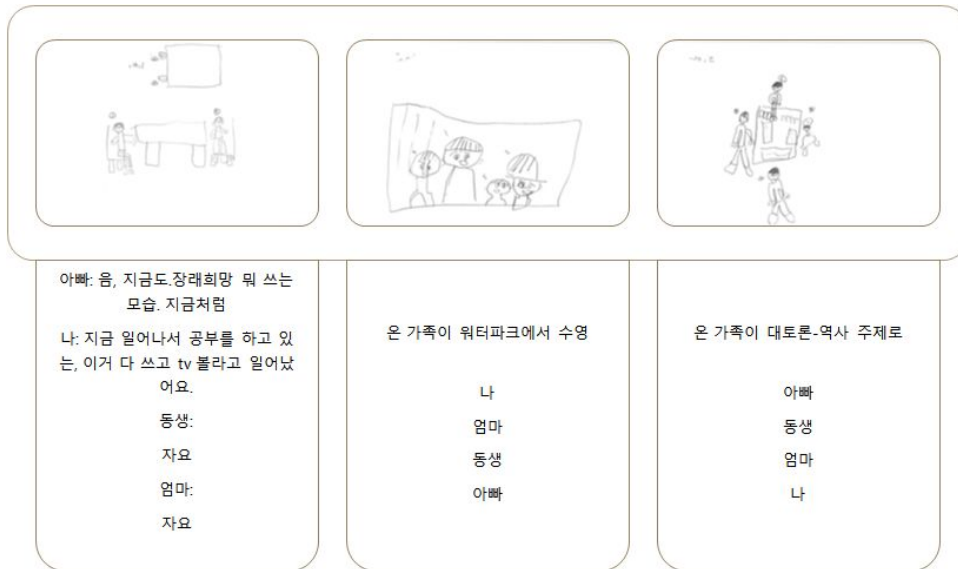 아빠: 음, 지금도.장래희망 뭐 쓰는
모습. 지금처럼
나: 지금 일어나서 공부를 하고 있
는, 이거 다 쓰고 tv 볼라고 일어났
어요.
동생:
자요
엄마:
자요
온 가족이 워터파크에서 수영
나
엄마
동생
아빠
온 가족이 대토론-역사 주제로
아빠
동생
엄마
나